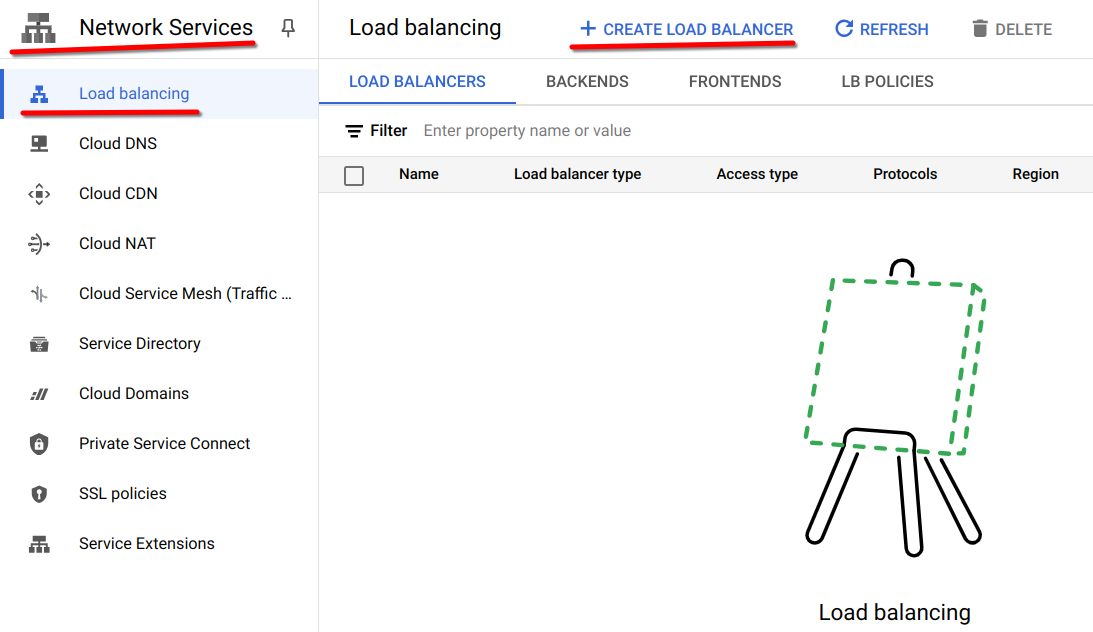 Network Services
Load balancing
Cloud DNS
Cloud CDN
Cloud NAT
Cloud Service Mesh (Traffic ...
Service Directory
Cloud Domains
Private Service Connect
SSL policies
Service Extensions
Load balancing
CREATE LOAD BALANCER
REFRESH
DELETE
LOAD BALANCERS
BACKENDS
FRONTENDS
LB POLICIES
Filter Enter property name or value
Name Load balancer type Access type Protocols Region
Load balancing